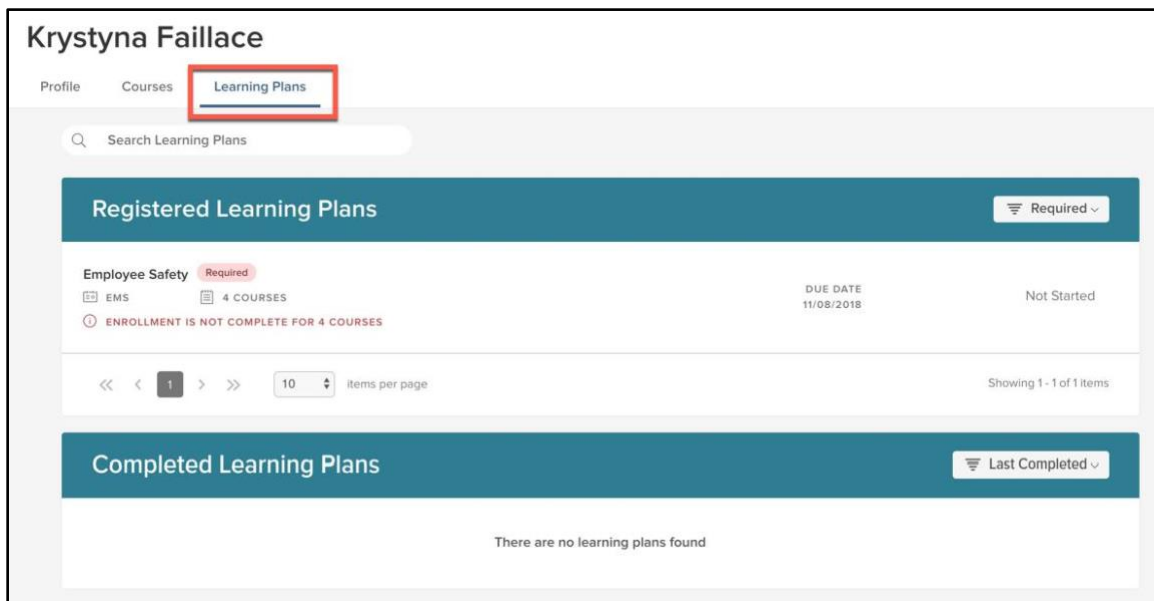 Krystyna Faillace
Profile Courses Learning Plans
Search Learning Plans
Registered Learning Plans Required
Employee Safety Required
EMS 4 COURSES
ENROLLMENT IS NOT COMPLETE FOR 4 COURSES
DUE DATE
11/08/2018
Not Started
1 10 items per page Showing 1 - 1 of 1 items
Completed Learning Plans Last Completed
There are no learning plans found